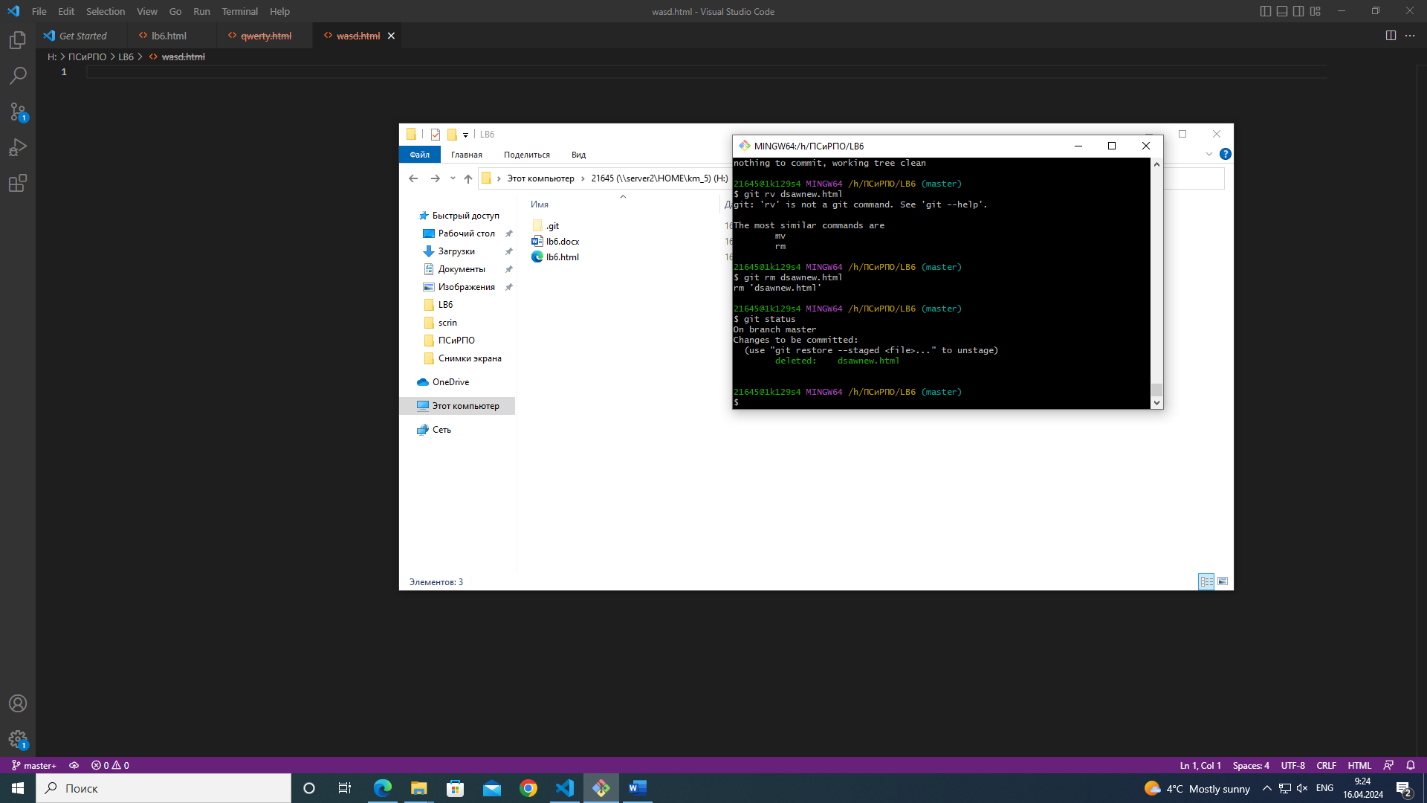 File Edit Selection View Go Run Terminal Help
wasd.html - Visual Studio Code
Get Started
lb6.html
qwerty.html
wasd.html
H: > ПСиРПО > LB6 > wasd.html
1
1
1
LB6
Файл Главная Поделиться Вид
Этот компьютер > 21645 (\\server2\HOME\km_5) (H:)
Имя
Быстрый доступ
Рабочий стол
Загрузки
Документы
Изображения
LB6
scrin
ПСиРПО
Снимки экрана
OneDrive
Этот компьютер
Сеть
.git
lb6.docx
lb6.html
Элементов: 3
MINGW64:/h/ПСиРПО/LB6
nothing to commit, working tree clean
21645@1k129s4 MINGW64 /h/ПСиРПО/LB6 (master)
$ git rv dsawnew.html
git: 'rv' is not a git command. See 'git --help'.
The most similar commands are
mv
rm
21645@1k129s4 MINGW64 /h/ПСиРПО/LB6 (master)
$ git rm dsawnew.html
rm 'dsawnew.html'
21645@1k129s4 MINGW64 /h/ПСиРПО/LB6 (master)
$ git status
On branch master
Changes to be committed:
(use "git restore --staged <file>..." to unstage)
deleted: dsawnew.html
21645@1k129s4 MINGW64 /h/ПСиРПО/LB6 (master)
$
master+ 0 0
Ln 1, Col 1 Spaces: 4 UTF-8 CRLF HTML
Поиск
4°C Mostly sunny
ENG
9:24
16.04.2024
2